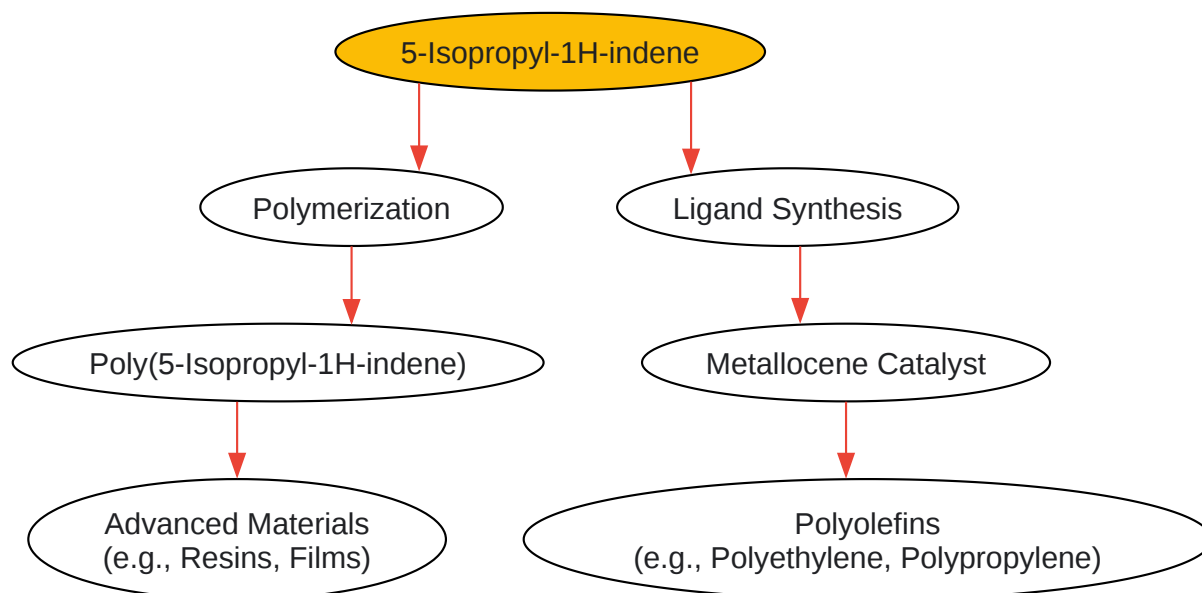 5-Isopropyl-1H-indene
Polymerization
Ligand Synthesis
Poly(5-Isopropyl-1H-indene)
Metallocene Catalyst
Advanced Materials
(e.g., Resins, Films)
Polyolefins
(e.g., Polyethylene, Polypropylene)